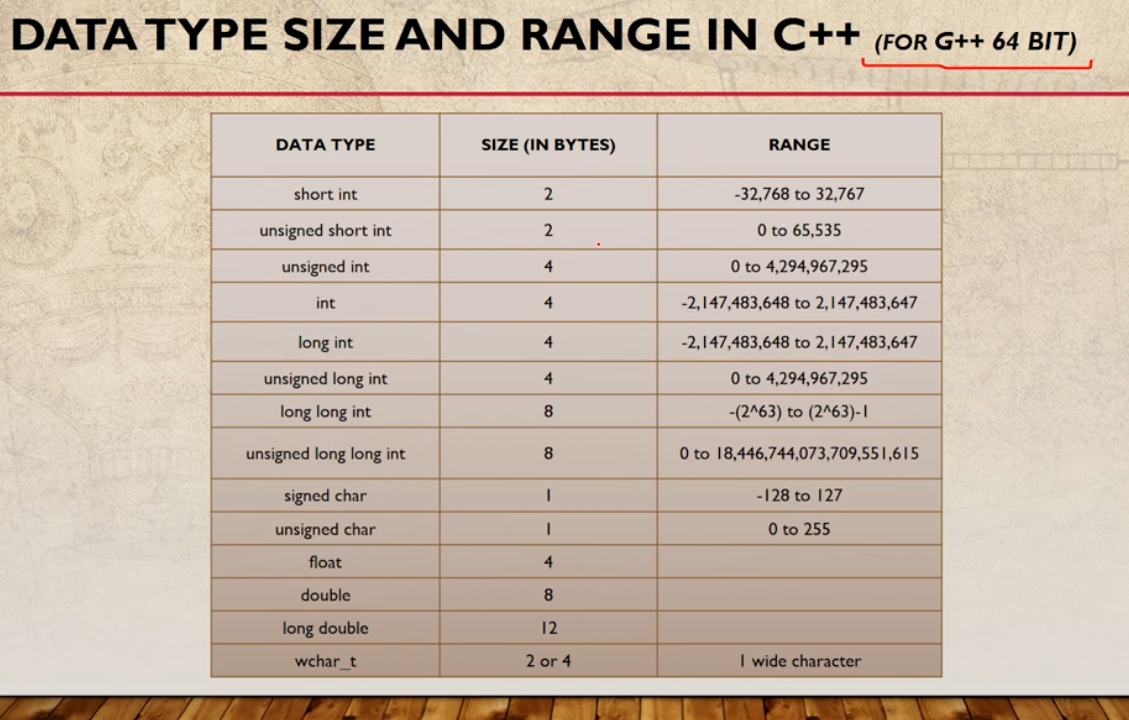 DATA TYPE SIZE AND RANGE IN C++ (FOR G++ 64 BIT)
DATA TYPE SIZE (IN BYTES) RANGE
short int 2 -32,768 to 32,767
unsigned short int 2 0 to 65,535
unsigned int 4 0 to 4,294,967,295
int 4 -2,147,483,648 to 2,147,483,647
long int 4 -2,147,483,648 to 2,147,483,647
unsigned long int 4 0 to 4,294,967,295
long long int 8 -(2^63) to (2^63)-1
unsigned long long int 8 0 to 18,446,744,073,709,551,615
signed char 1 -128 to 127
unsigned char 1 0 to 255
float 4
double 8
long double 12
wchar_t 2 or 4 1 wide character